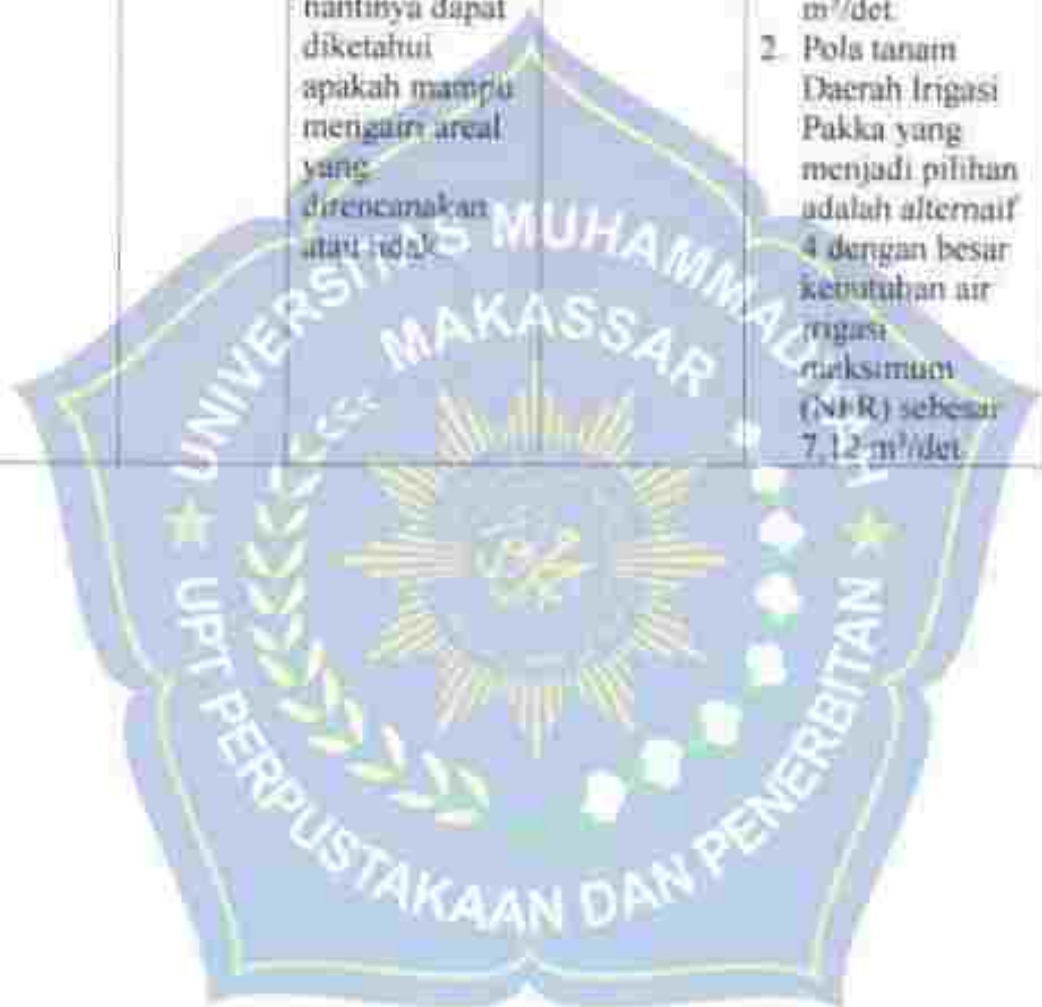 nantinya dapat
diketahui
apakah mampu
mengairi areal
yang
direncanakan
atau tidak
m³/det
2. Pola tanam
Daerah Irigasi
Pakka yang
menjadi pilihan
adalah alternaif
4 dengan besar
kebutuhan air
irigasi
maksimum
(NFR) sebesar
7,12 m³/det
UNIVERSITAS MUHAMMADIYAH
MAKASSAR
UPT PERPUSTAKAAN DAN PENERBITAN